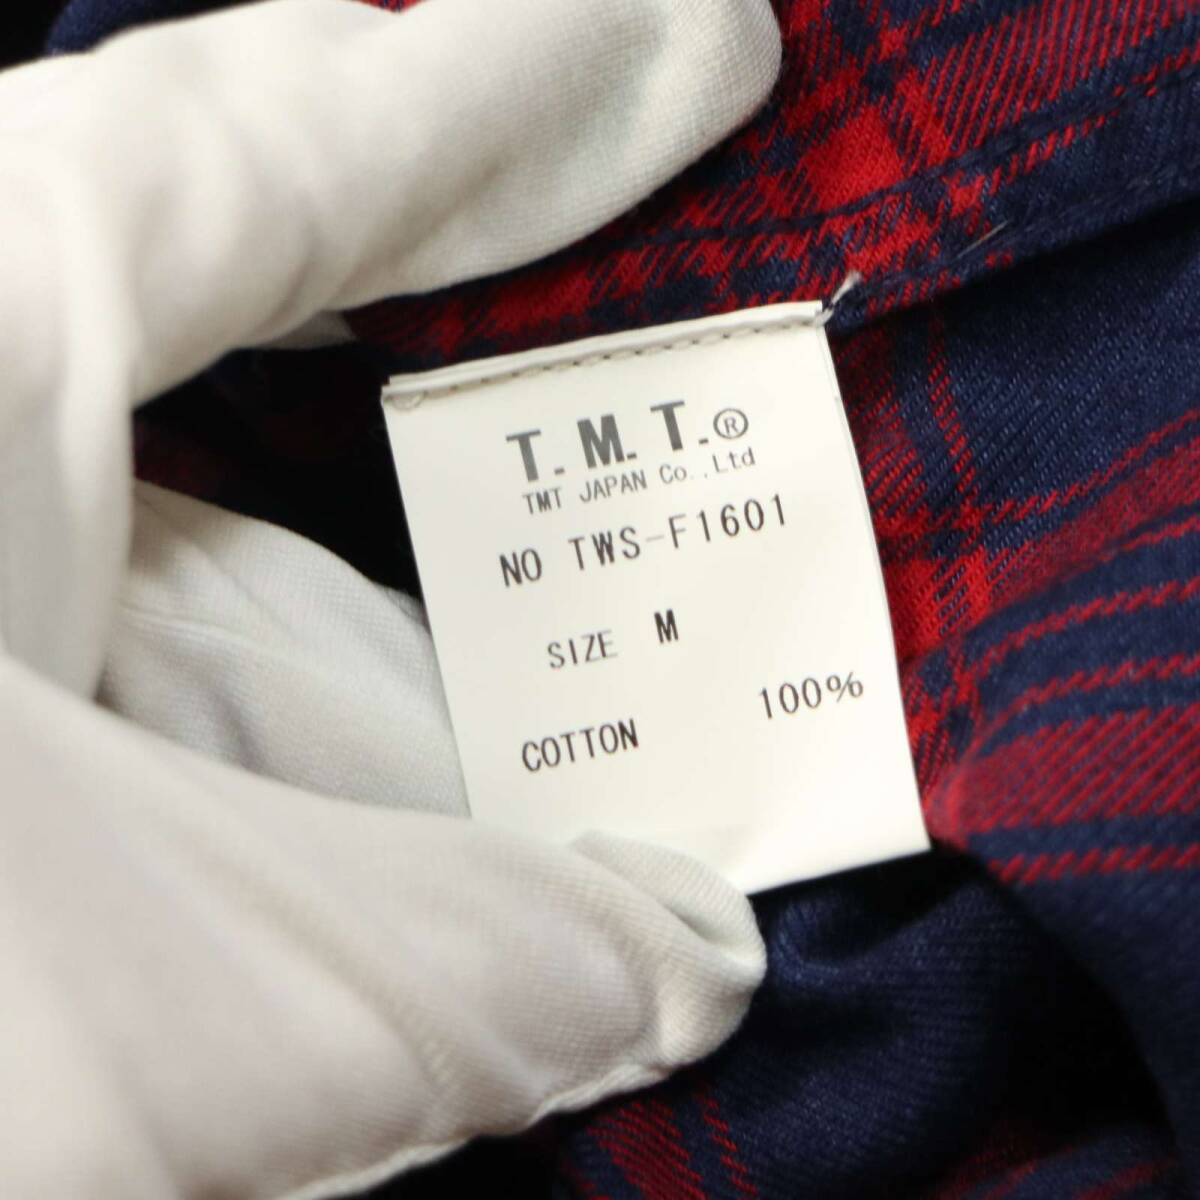 T.M.T.®
TMT JAPAN Co.,Ltd
NO TWS-F1601
SIZE M
COTTON 100%